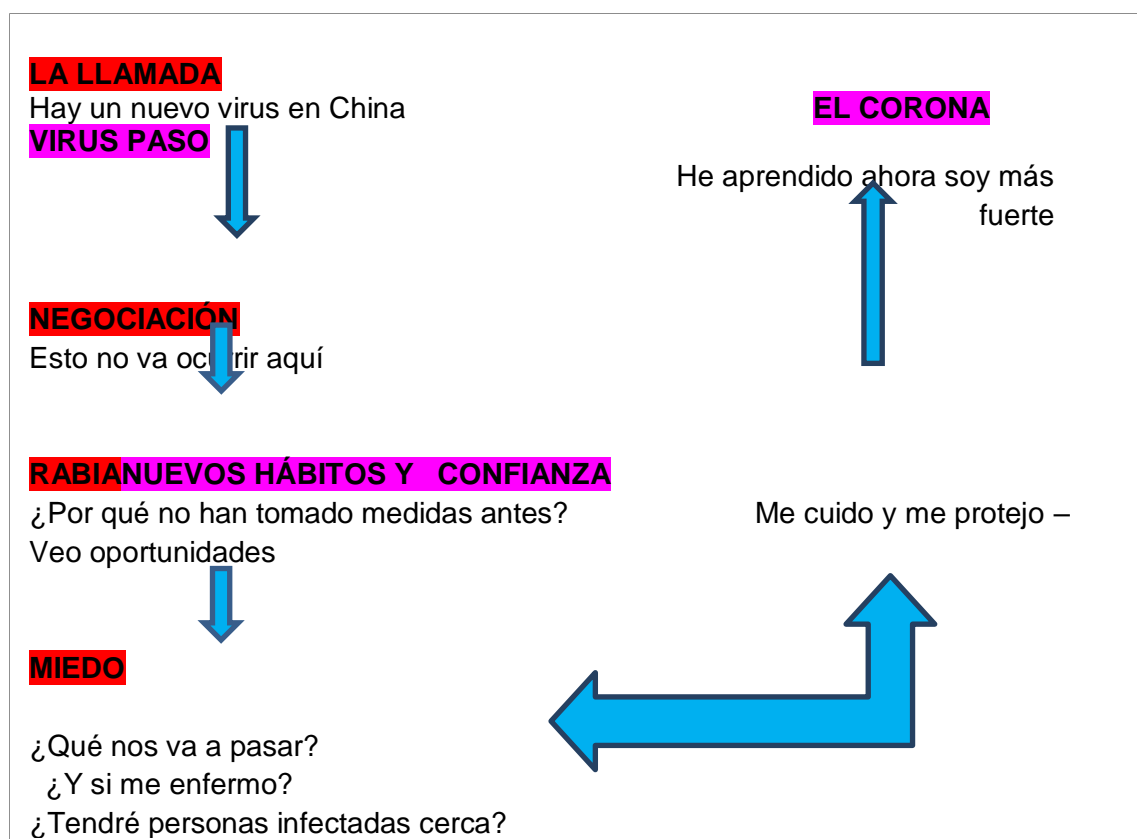 LA LLAMADA
Hay un nuevo virus en China
EL CORONA
VIRUS PASO
He aprendido ahora soy más
fuerte
NEGOCIACIÓN
Esto no va ocurrir aquí
RABIANUEVOS HÁBITOS Y CONFIANZA
¿Por qué no han tomado medidas antes? Me cuido y me protejo –
Veo oportunidades
MIEDO
¿Qué nos va a pasar?
¿Y si me enfermo?
¿Tendré personas infectadas cerca?